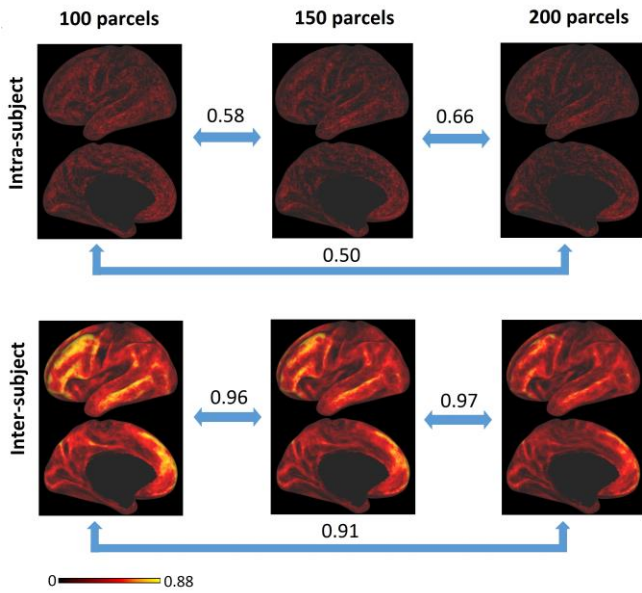 100 parcels
150 parcels
200 parcels
Intra-subject
0.58
0.66
0.50
Inter-subject
0.96
0.97
0.91
0
0.88